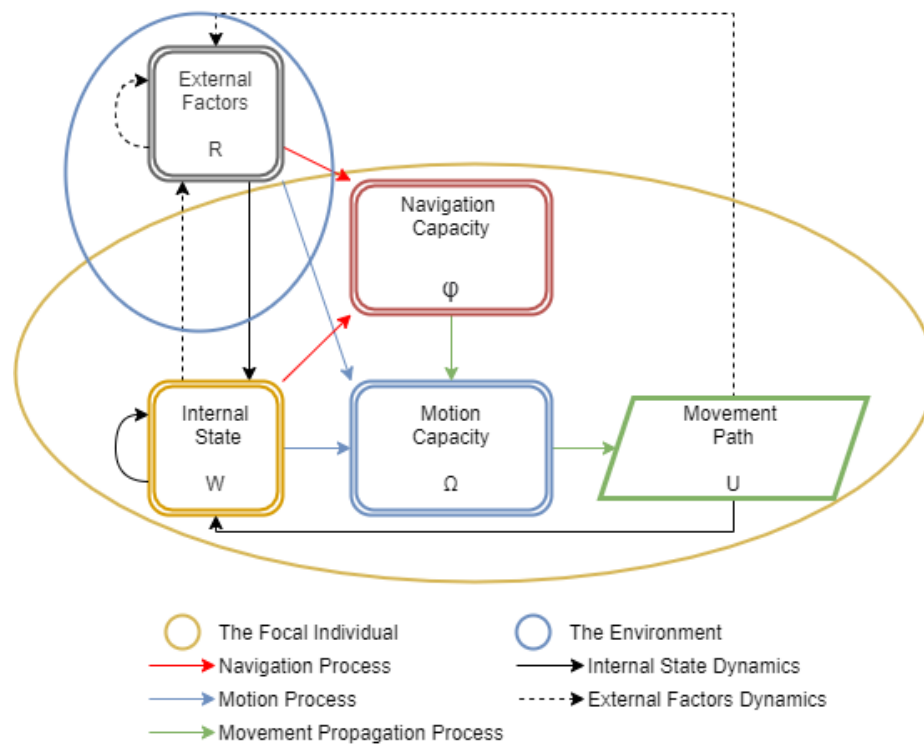 External
Factors
R
Navigation
Capacity
φ
Internal
State
W
Motion
Capacity
Ω
Movement
Path
U
The Focal Individual
The Environment
Navigation Process
Internal State Dynamics
Motion Process
External Factors Dynamics
Movement Propagation Process